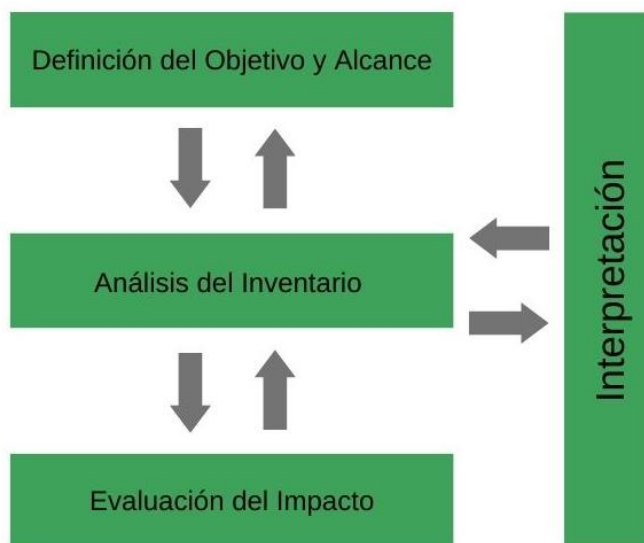 Definición del Objetivo y Alcance
Análisis del Inventario
Evaluación del Impacto
Interpretación